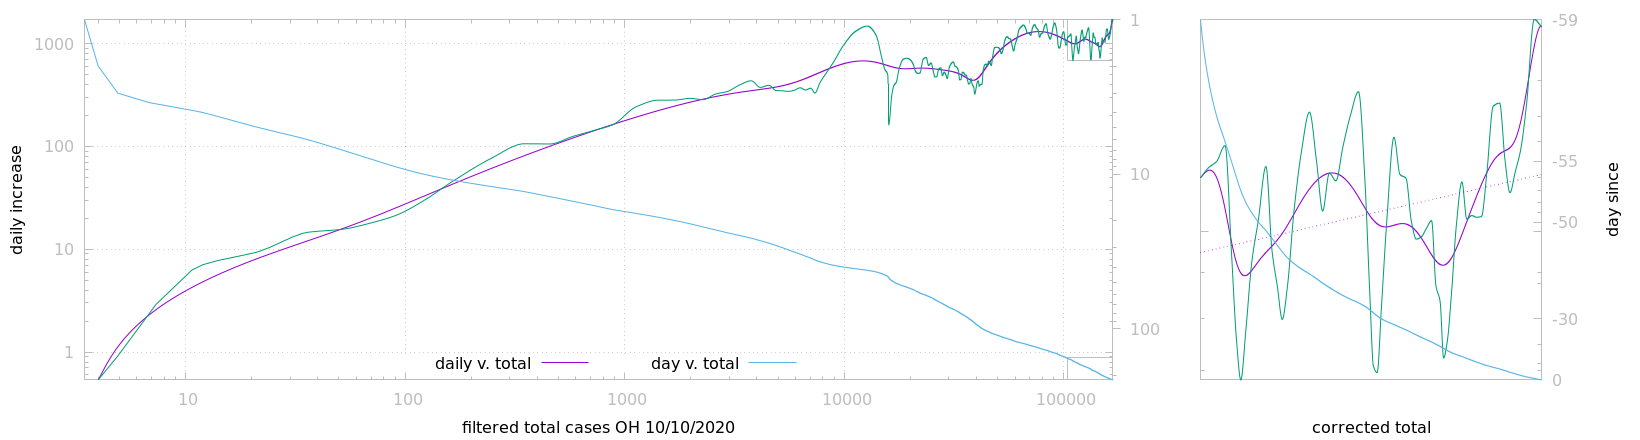 1000
100
10
1
daily increase
10
100
1000
10000
100000
filtered total cases OH 10/10/2020
daily v. total
day v. total
1
10
100
-59
-55
-50
-30
0
day since
corrected total